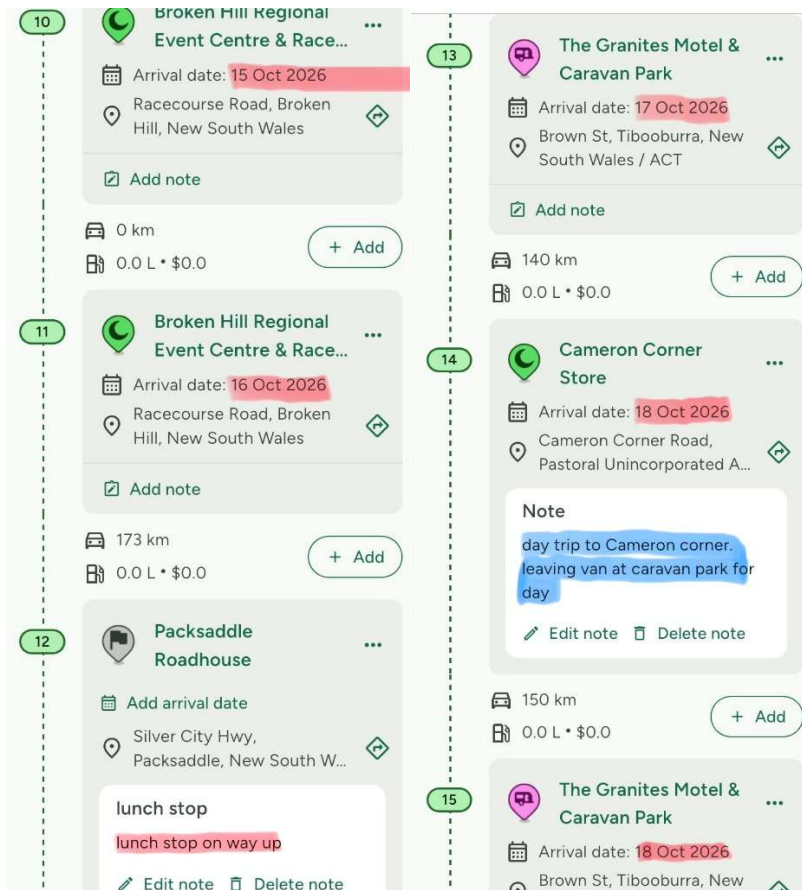 10
Broken Hill Regional
Event Centre & Race...
Arrival date: 15 Oct 2026
Racecourse Road, Broken
Hill, New South Wales
Add note
0 km
0.0 L • $0.0
+ Add
11
Broken Hill Regional
Event Centre & Race...
Arrival date: 16 Oct 2026
Racecourse Road, Broken
Hill, New South Wales
Add note
173 km
0.0 L • $0.0
+ Add
12
Packsaddle
Roadhouse
Add arrival date
Silver City Hwy,
Packsaddle, New South W...
lunch stop
lunch stop on way up
Edit note Delete note
13
The Granites Motel &
Caravan Park
Arrival date: 17 Oct 2026
Brown St, Tibooburra, New
South Wales / ACT
Add note
140 km
0.0 L • $0.0
+ Add
14
Cameron Corner
Store
Arrival date: 18 Oct 2026
Cameron Corner Road,
Pastoral Unincorporated A...
Note
day trip to Cameron corner.
leaving van at caravan park for
day
Edit note Delete note
150 km
0.0 L • $0.0
+ Add
15
The Granites Motel &
Caravan Park
Arrival date: 18 Oct 2026
Brown St, Tibooburra, New